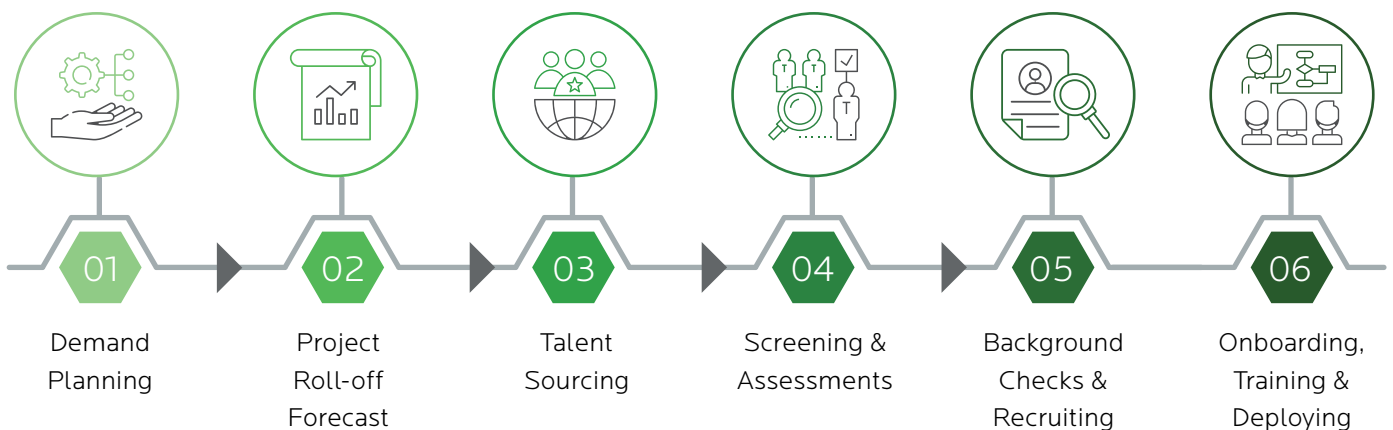 01
Demand
Planning
02
Project
Roll-off
Forecast
03
Talent
Sourcing
T
T
T
04
Screening &
Assessments
05
Background
Checks &
Recruiting
06
Onboarding,
Training &
Deploying